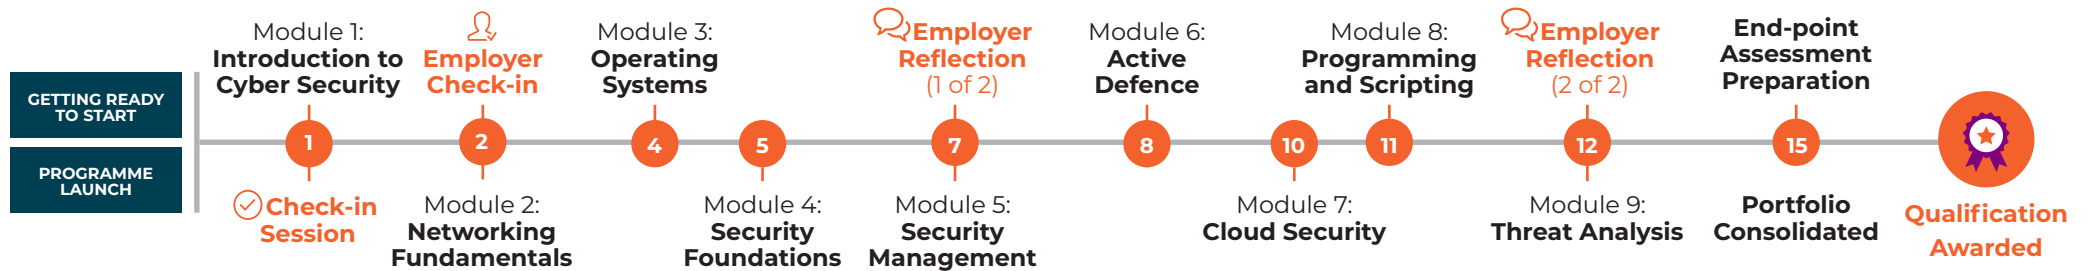 GETTING READY
TO START
PROGRAMME
LAUNCH
Module 1:
Introduction to
Cyber Security
1
Check-in
Session
Employer
Check-in
2
Module 2:
Networking
Fundamentals
Module 3:
Operating
Systems
4
5
Module 4:
Security
Foundations
Employer
Reflection
(1 of 2)
7
Module 5:
Security
Management
Module 6:
Active
Defence
8
10
Module 7:
Cloud Security
Module 8:
Programming
and Scripting
11
Employer
Reflection
(2 of 2)
12
Module 9:
Threat Analysis
End-point
Assessment
Preparation
15
Portfolio
Consolidated
Qualification
Awarded